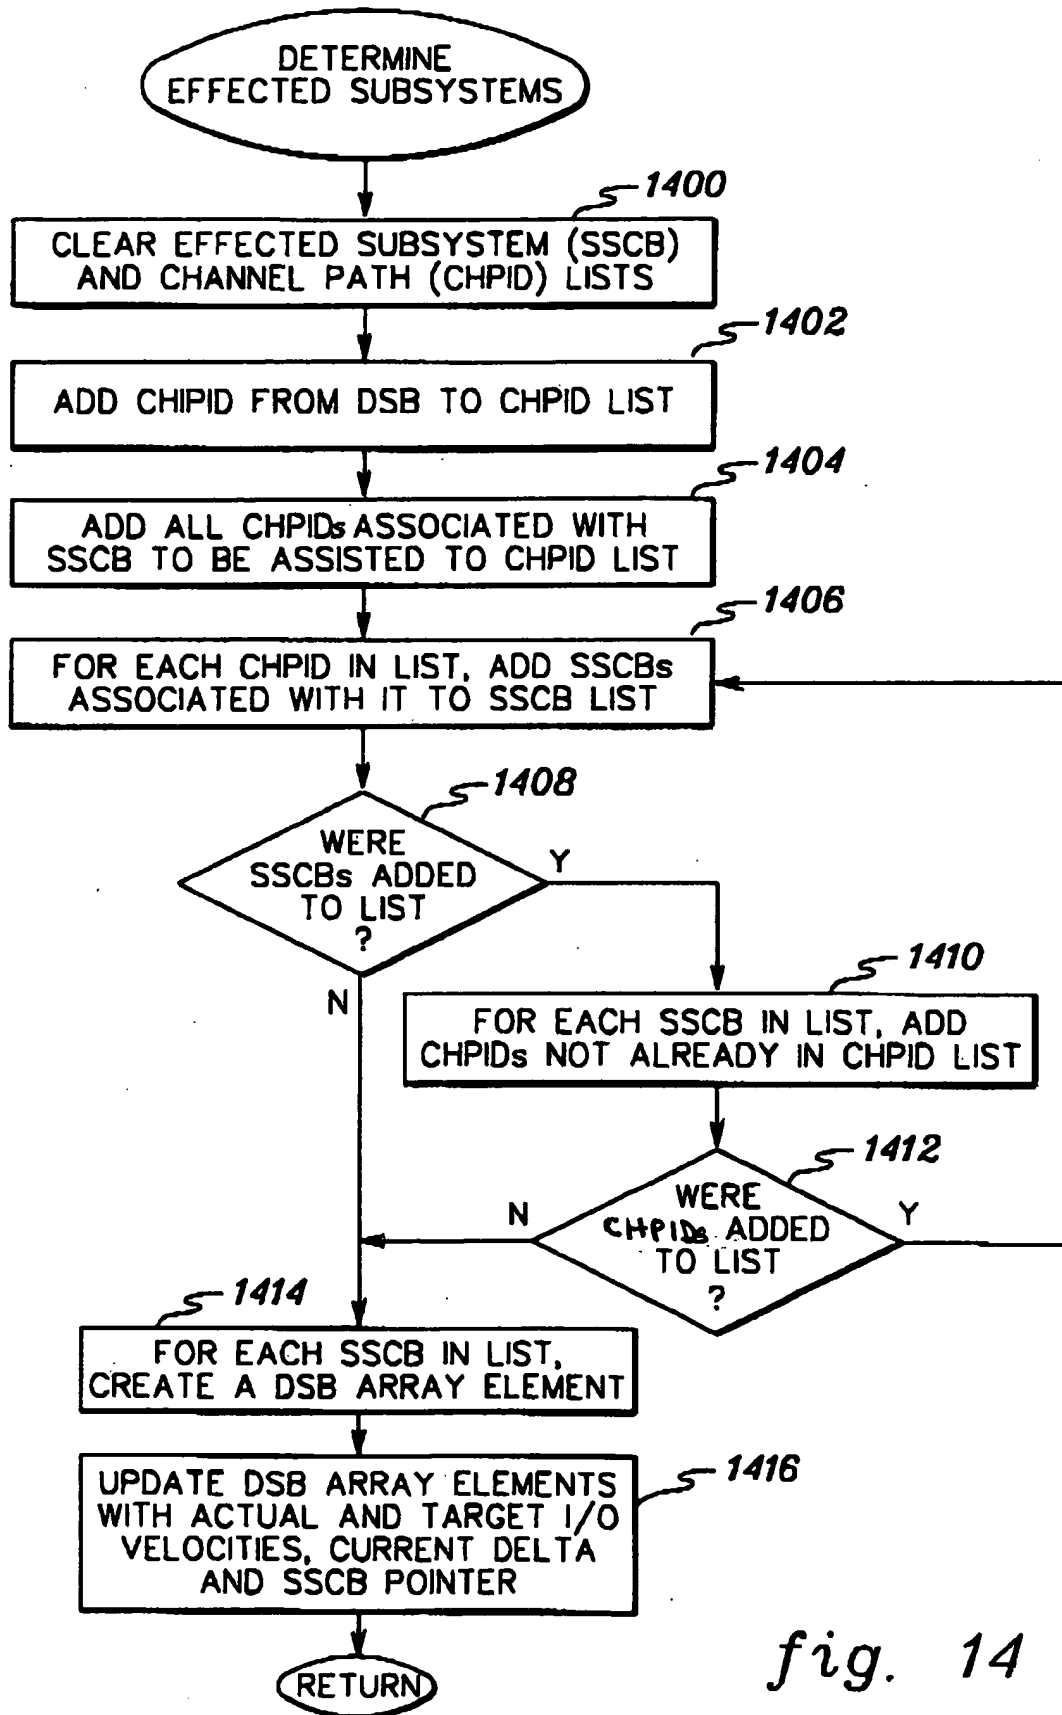 DETERMINE
EFFECTED SUBSYSTEMS
1400
CLEAR EFFECTED SUBSYSTEM (SSCB)
AND CHANNEL PATH (CHPID) LISTS
1402
ADD CHIPID FROM DSB TO CHPID LIST
1404
ADD ALL CHPIDs ASSOCIATED WITH
SSCB TO BE ASSISTED TO CHPID LIST
1406
FOR EACH CHPID IN LIST, ADD SSCBs
ASSOCIATED WITH IT TO SSCB LIST
1408
WERE
SSCBs ADDED
TO LIST
?
Y
N
1410
FOR EACH SSCB IN LIST, ADD
CHPIDs NOT ALREADY IN CHPID LIST
1412
WERE
CHPIDs ADDED
TO LIST
?
N
Y
1414
FOR EACH SSCB IN LIST,
CREATE A DSB ARRAY ELEMENT
1416
UPDATE DSB ARRAY ELEMENTS
WITH ACTUAL AND TARGET I/O
VELOCITIES, CURRENT DELTA
AND SSCB POINTER
RETURN
fig. 14